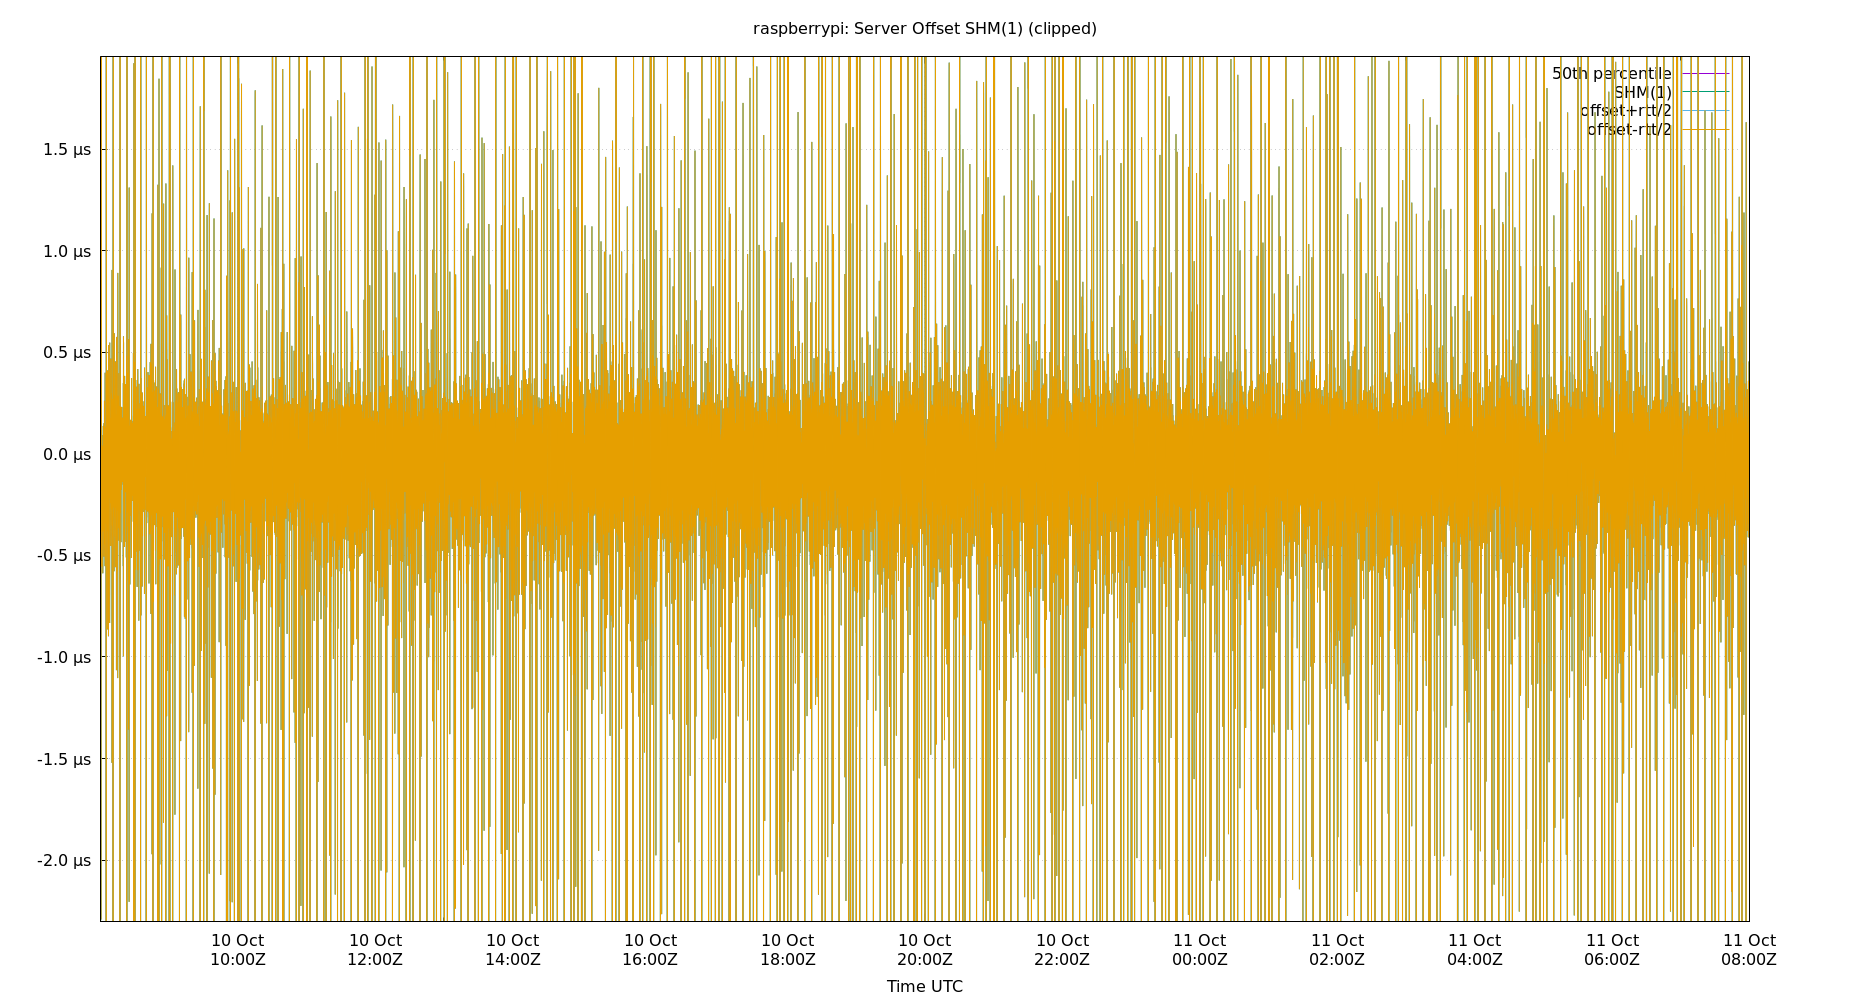 raspberrypi: Server Offset SHM(1) (clipped)
50th percentile
SHM(1)
offset+rtt/2
offset-rtt/2
1.5 µs
1.0 µs
0.5 µs
0.0 µs
-0.5 µs
-1.0 µs
-1.5 µs
-2.0 µs
10 Oct 10 Oct 10 Oct 10 Oct 10 Oct 10 Oct 10 Oct 11 Oct 11 Oct 11 Oct 11 Oct 11 Oct
10:00Z 12:00Z 14:00Z 16:00Z 18:00Z 20:00Z 22:00Z 00:00Z 02:00Z 04:00Z 06:00Z 08:00Z
Time UTC